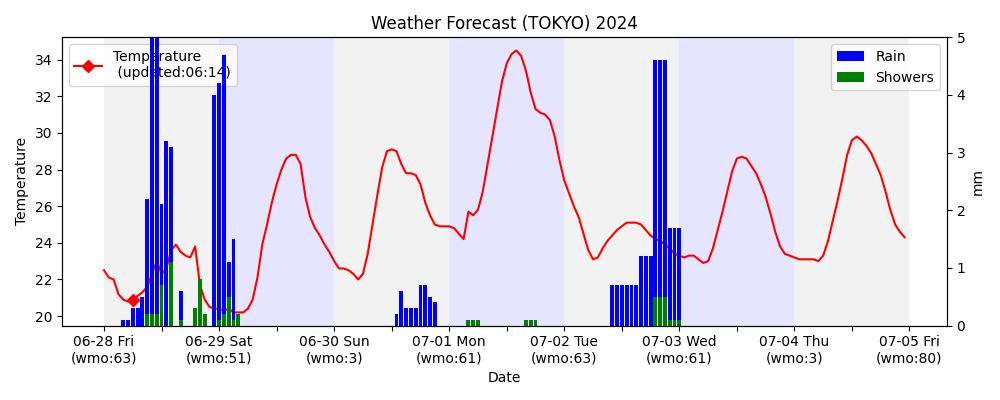 Weather Forecast (TOKYO) 2024
Temperature
(updated:06:14)
Rain
Showers
34
32
30
28
26
24
22
20
Temperature
5
4
3
2
1
0
mm
06-28 Fri
(wmo:63)
06-29 Sat
(wmo:51)
06-30 Sun
(wmo:3)
07-01 Mon
(wmo:61)
07-02 Tue
(wmo:63)
07-03 Wed
(wmo:61)
07-04 Thu
(wmo:3)
07-05 Fri
(wmo:80)
Date